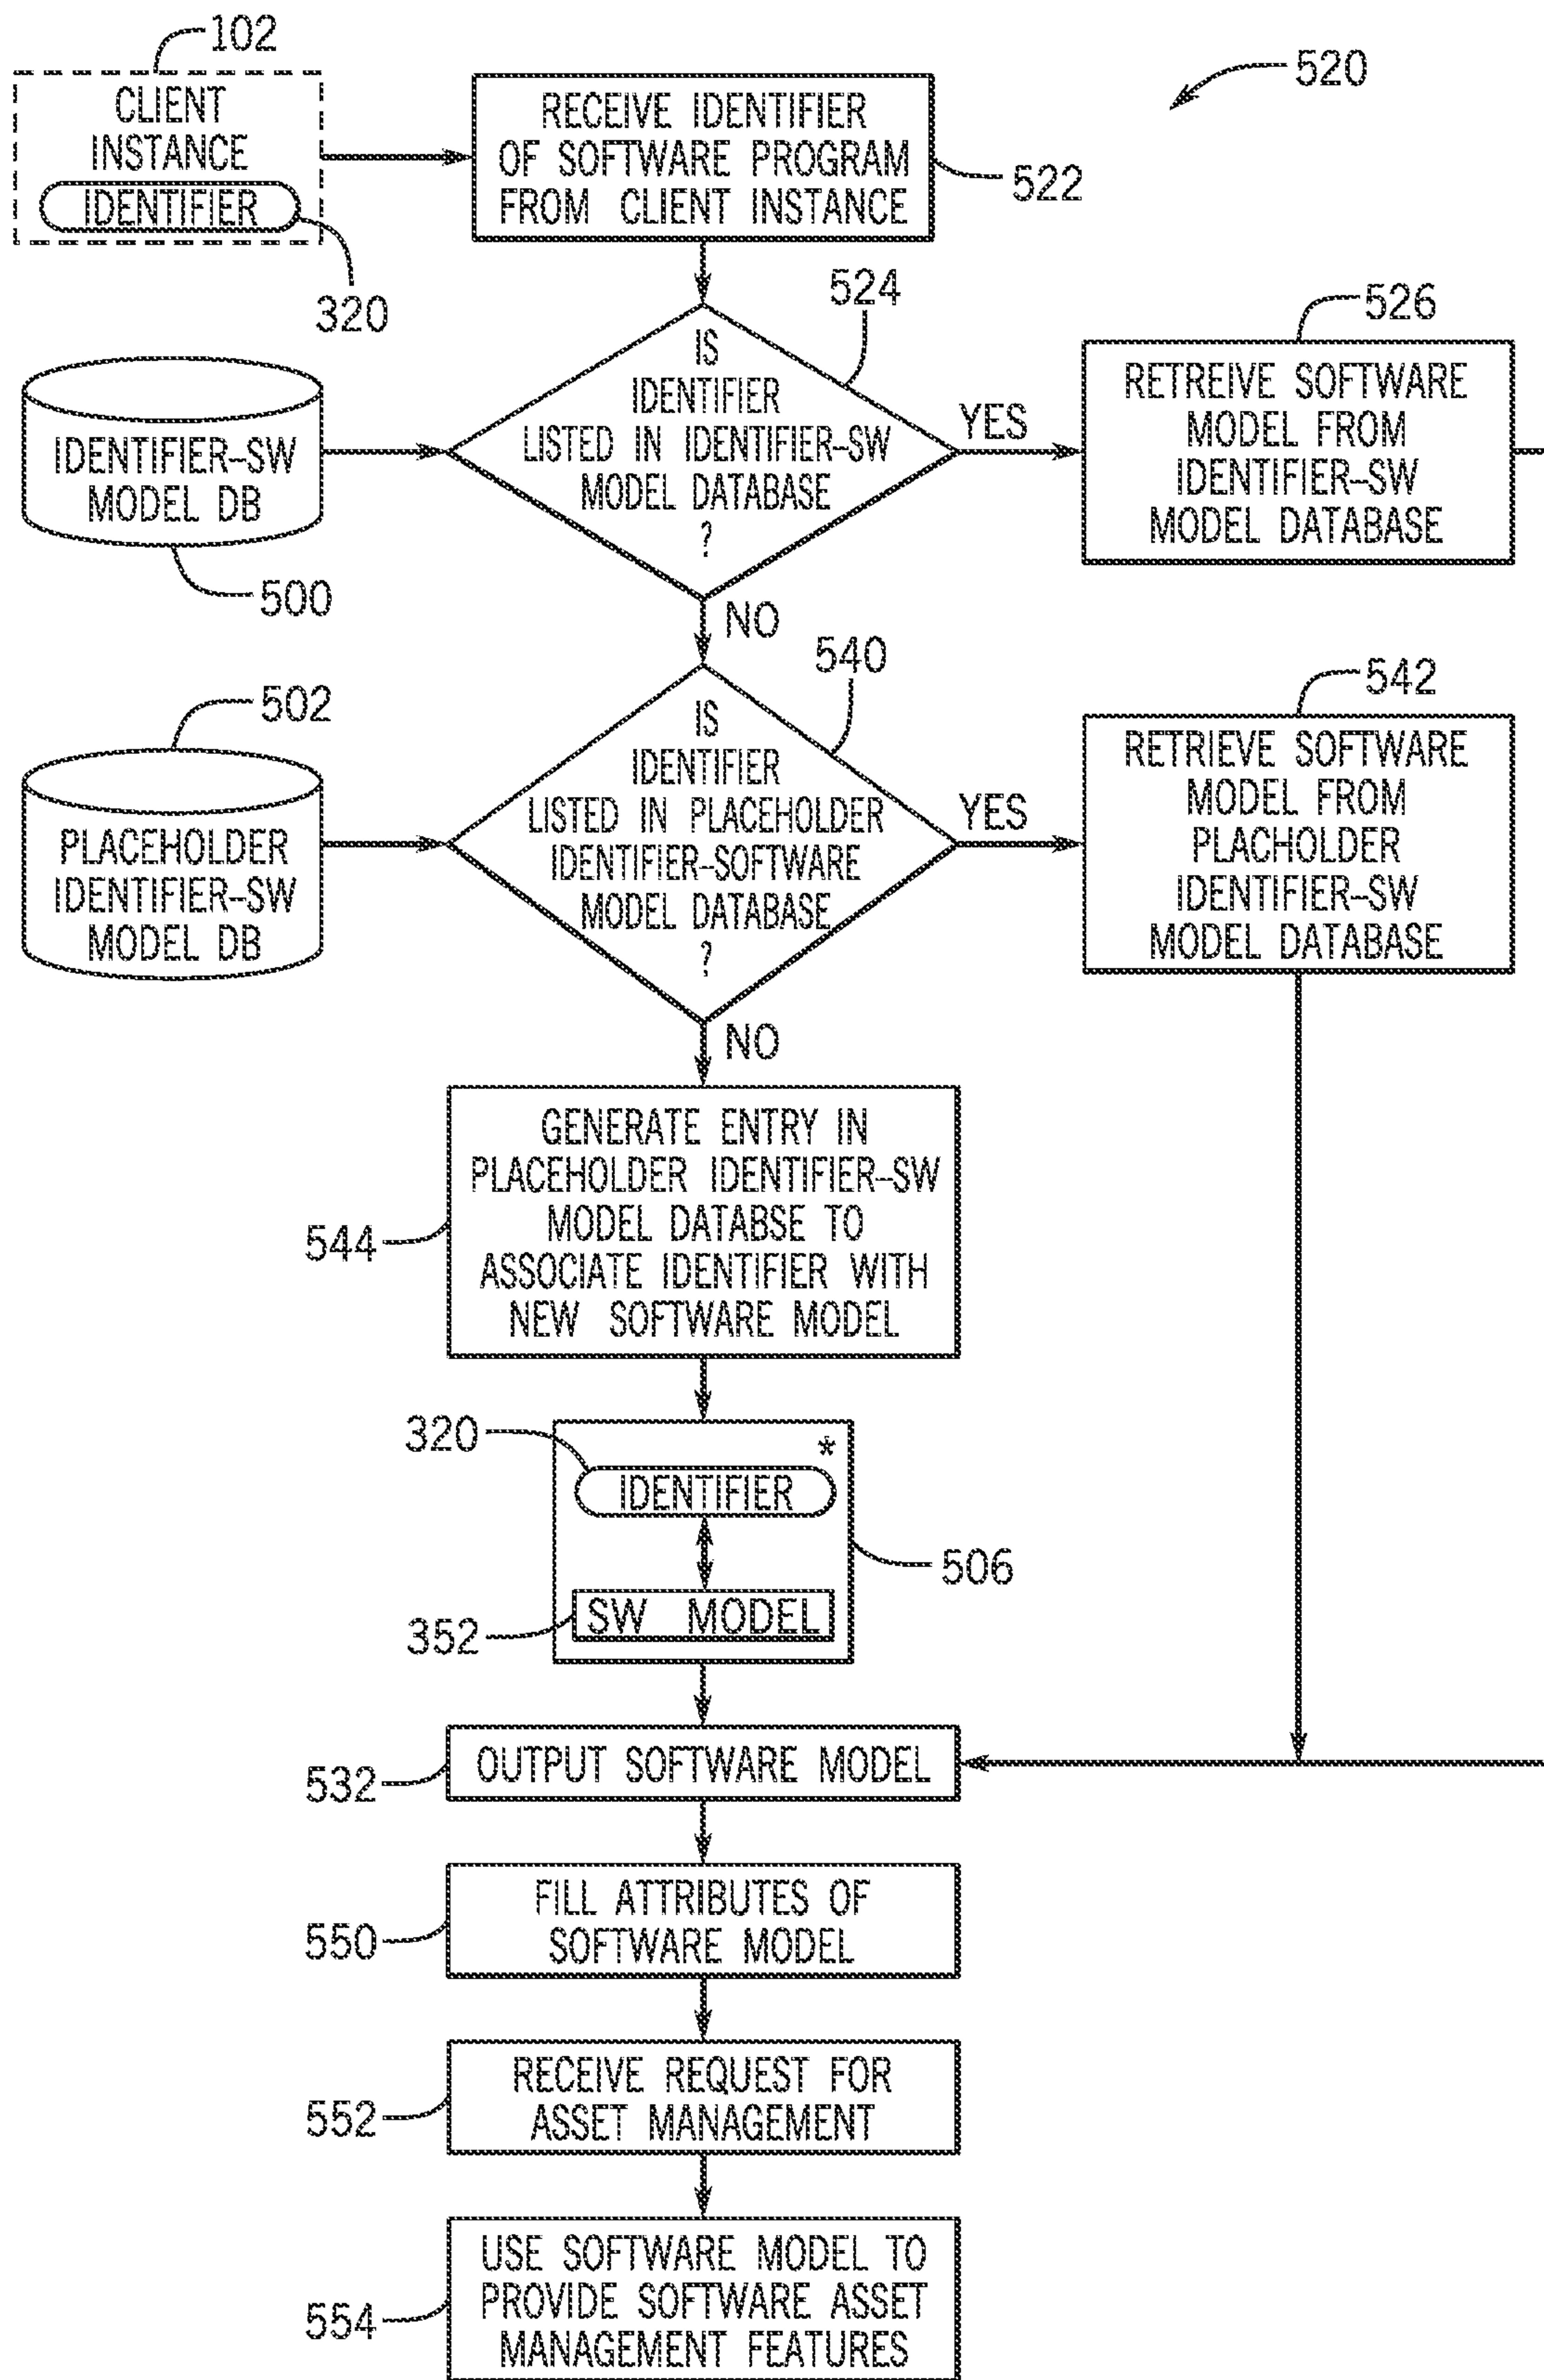 102
CLIENT
INSTANCE
IDENTIFIER
320
RECEIVE IDENTIFIER
OF SOFTWARE PROGRAM
FROM CLIENT INSTANCE
522
520
524
IS
IDENTIFIER
LISTED IN IDENTIFIER–SW
MODEL DATABASE
?
YES
NO
IDENTIFIER–SW
MODEL DB
500
526
RETREIVE SOFTWARE
MODEL FROM
IDENTIFIER–SW
MODEL DATABASE
502
PLACEHOLDER
IDENTIFIER–SW
MODEL DB
540
IS
IDENTIFIER
LISTED IN PLACEHOLDER
IDENTIFIER–SOFTWARE
MODEL DATABASE
?
YES
NO
542
RETRIEVE SOFTWARE
MODEL FROM
PLACHOLDER
IDENTIFIER–SW
MODEL DATABASE
544
GENERATE ENTRY IN
PLACEHOLDER IDENTIFIER–SW
MODEL DATABSE TO
ASSOCIATE IDENTIFIER WITH
NEW SOFTWARE MODEL
320
*
IDENTIFIER
506
352
SW MODEL
532
OUTPUT SOFTWARE MODEL
550
FILL ATTRIBUTES OF
SOFTWARE MODEL
552
RECEIVE REQUEST FOR
ASSET MANAGEMENT
554
USE SOFTWARE MODEL TO
PROVIDE SOFTWARE ASSET
MANAGEMENT FEATURES